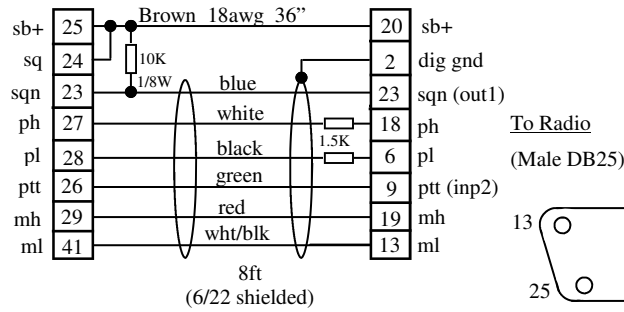 Brown 18awg 36”
sb+ 25 20 sb+
sq 24 10K 2 dig gnd
1/8W
sqn 23 blue 23 sqn (out1)
ph 27 white 18 ph To Radio
1.5K
pl 28 black 6 pl (Male DB25)
ptt 26 green 9 ptt (inp2)
mh 29 red 19 mh 13
ml 41 wht/blk 13 ml
8ft
(6/22 shielded)
25